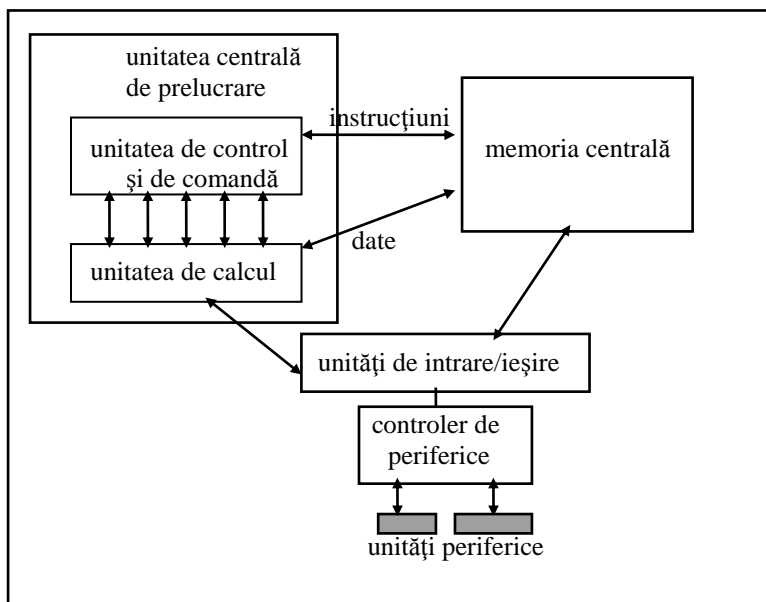 unitatea centrală
de prelucrare
instrucţiuni
unitatea de control
şi de comandă
memoria centrală
date
unitatea de calcul
unităţi de intrare/ieşire
controler de
periferice
unităţi periferice